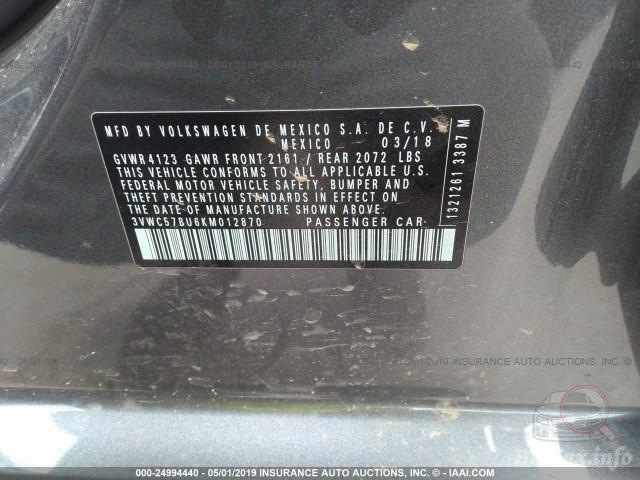 MFD BY VOLKSWAGEN DE MEXICO S.A. DE C.V.
MEXICO 03/18
GVWR 4123 GAWR FRONT 2161 / REAR 2072 LBS
THIS VEHICLE CONFORMS TO ALL APPLICABLE U.S.
FEDERAL MOTOR VEHICLE SAFETY, BUMPER AND
THEFT PREVENTION STANDARDS IN EFFECT ON
THE DATE OF MANUFACTURE SHOWN ABOVE.
3VWC57BU6KM012870 PASSENGER CAR
1321261 3387 M
000-24994440 - 05/01/2019 INSURANCE AUTO AUCTIONS, INC. - © IAAI.COM